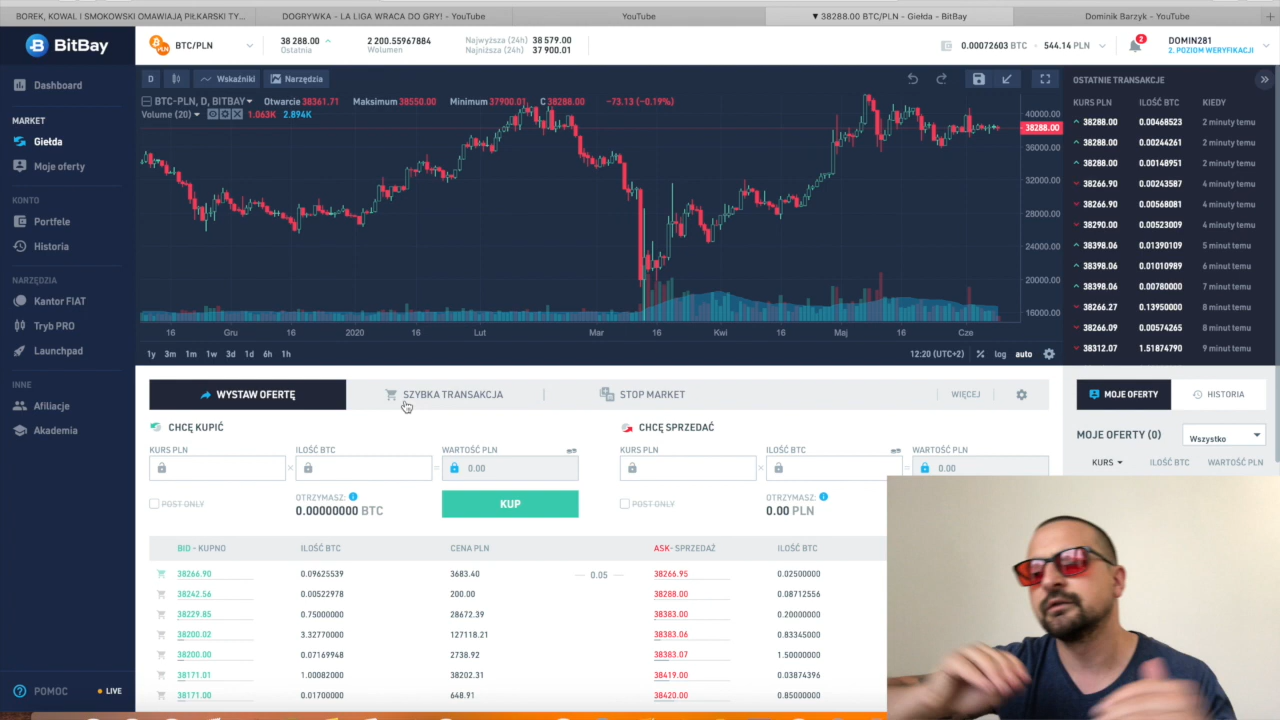 BOREK, KOWAL I SMOKOWSKI OMAWIAJĄ PIŁKARSKI TY...
DOGRYWKA - LA LIGA WRACA DO GRY! - YouTube
YouTube
▼ 38288.00 BTC/PLN - Giełda - BitBay
Dominik Barzyk - YouTube
BitBay
BTC/PLN
38 288.00
Ostatnia
2 200.55967884
Wolumen
Najwyższa (24h) 38 579.00
Najniższa (24h) 37 900.01
0.00072603 BTC - 544.14 PLN
2
DOMIN281
2. POZIOM WERYFIKACJI
Dashboard
MARKET
Giełda
Moje oferty
KONTO
Portfele
Historia
NARZĘDZIA
Kantor FIAT
Tryb PRO
Launchpad
INNE
Afiliacje
Akademia
POMOC
LIVE
D
Wskaźniki
Narzędzia
BTC-PLN, D, BITBAY
Otwarcie 38361.71 Maksimum 38550.00 Minimum 37900.01 C 38288.00 −73.13 (−0.19%)
Volume (20) 1.063K 2.894K
40000.00
38288.00
36000.00
32000.00
28000.00
24000.00
20000.00
16000.00
16 Gru 16 2020 16 Lut Mar 16 Kwi 16 Maj 16 Cze
1y 3m 1m 1w 3d 1d 6h 1h
12:20 (UTC+2) % log auto
OSTATNIE TRANSAKCJE
KURS PLN ILOŚĆ BTC KIEDY
38288.00 0.00468523 2 minuty temu
38288.00 0.00244261 2 minuty temu
38288.00 0.00148951 2 minuty temu
38266.90 0.00243587 4 minuty temu
38266.90 0.00568081 4 minuty temu
38290.00 0.00523009 4 minuty temu
38398.06 0.01390109 5 minut temu
38398.06 0.01010989 6 minut temu
38398.06 0.00780000 7 minut temu
38266.27 0.13950000 8 minut temu
38266.09 0.00574265 8 minut temu
38312.07 1.51874790 9 minut temu
WYSTAW OFERTĘ
SZYBKA TRANSAKCJA
STOP MARKET
WIĘCEJ
CHCĘ KUPIĆ
KURS PLN ILOŚĆ BTC WARTOŚĆ PLN
0.00
POST ONLY
OTRZYMASZ:
0.00000000 BTC
KUP
CHCĘ SPRZEDAĆ
KURS PLN ILOŚĆ BTC WARTOŚĆ PLN
0.00
POST ONLY
OTRZYMASZ:
0.00 PLN
MOJE OFERTY
HISTORIA
MOJE OFERTY (0)
Wszystko
KURS ILOŚĆ BTC WARTOŚĆ PLN
BID - KUPNO ILOŚĆ BTC CENA PLN ASK- SPRZEDAŻ ILOŚĆ BTC
38266.90 0.09625539 3683.40 0.05 38266.95 0.02500000
38242.56 0.00522978 200.00 38288.00 0.08712556
38229.85 0.75000000 28672.39 38383.00 0.20000000
38200.02 3.32770000 127118.21 38383.06 0.83345000
38200.00 0.07169948 2738.92 38383.07 1.50000000
38171.01 1.00082000 38202.31 38419.00 0.03874396
38171.00 0.01700000 648.91 38420.00 0.85000000